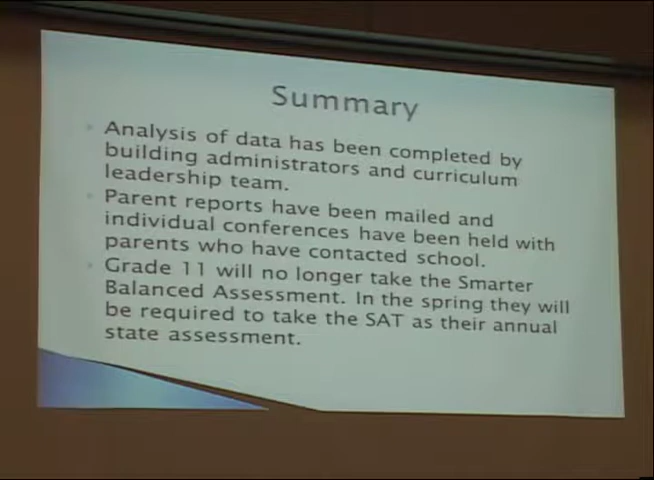 Summary
Analysis of data has been completed by
building administrators and curriculum
leadership team.
Parent reports have been mailed and
individual conferences have been held with
parents who have contacted school.
Grade 11 will no longer take the Smarter
Balanced Assessment. In the spring they will
be required to take the SAT as their annual
state assessment.